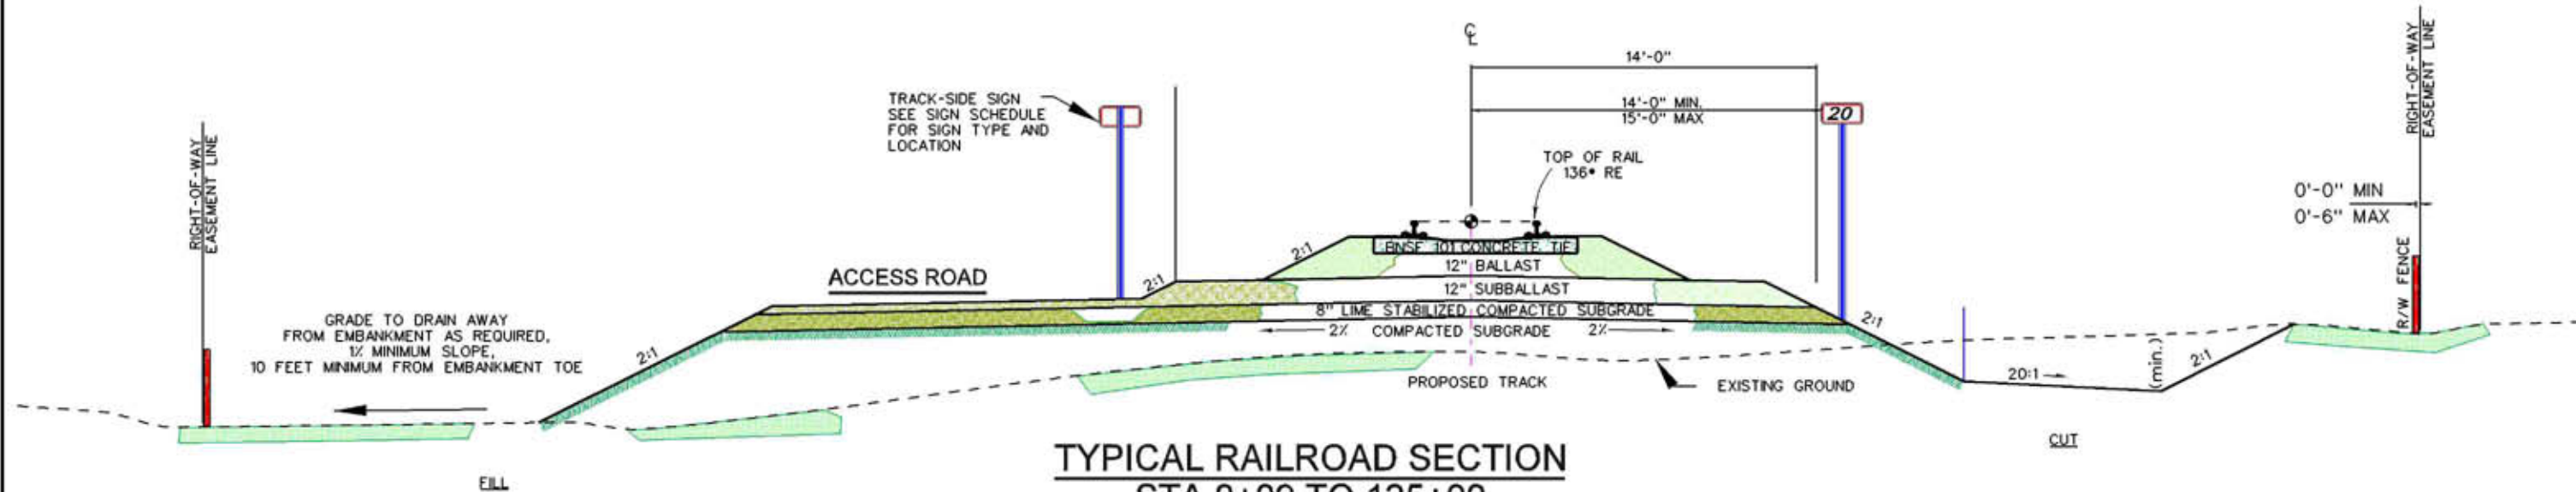 RIGHT-OF-WAY
EASEMENT LINE
GRADE TO DRAIN AWAY
FROM EMBANKMENT AS REQUIRED,
1% MINIMUM SLOPE,
10 FEET MINIMUM FROM EMBANKMENT TOE
FILL
2:1
ACCESS ROAD
TRACK-SIDE SIGN
SEE SIGN SCHEDULE
FOR SIGN TYPE AND
LOCATION
2:1
2:1
℄
14'-0"
14'-0" MIN.
15'-0" MAX
20
TOP OF RAIL
136• RE
BNSF 101 CONCRETE TIE
12" BALLAST
12" SUBBALLAST
8" LIME STABILIZED COMPACTED SUBGRADE
2% COMPACTED SUBGRADE 2%
PROPOSED TRACK
EXISTING GROUND
2:1
20:1
(min.)
2:1
CUT
0'-0" MIN
0'-6" MAX
R/W FENCE
RIGHT-OF-WAY
EASEMENT LINE
TYPICAL RAILROAD SECTION